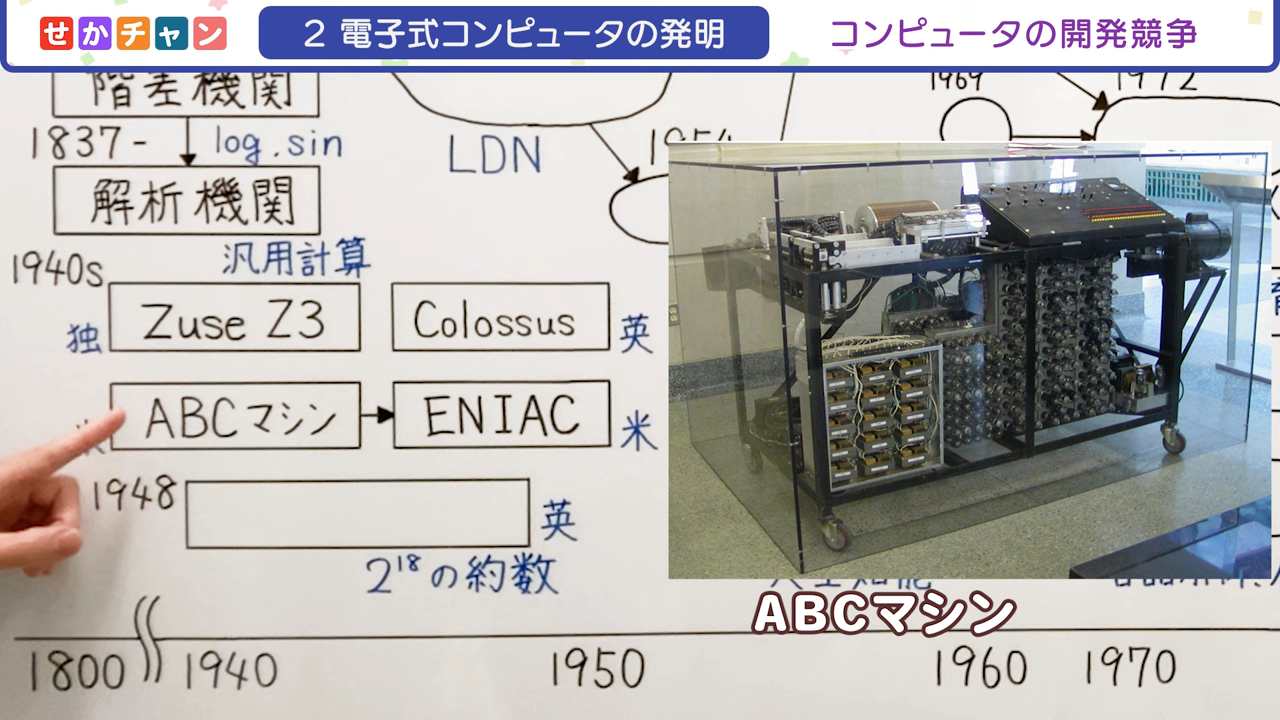 せかチャン
2 電子式コンピュータの発明
コンピュータの開発競争
階差機関
1837-
log.sin
解析機関
汎用計算
LDN
1969
1972
1940s
Zuse Z3
独
Colossus
英
ABCマシン
ENIAC
米
1948
英
2¹⁸の約数
ABCマシン
1800
1940
1950
1960
1970